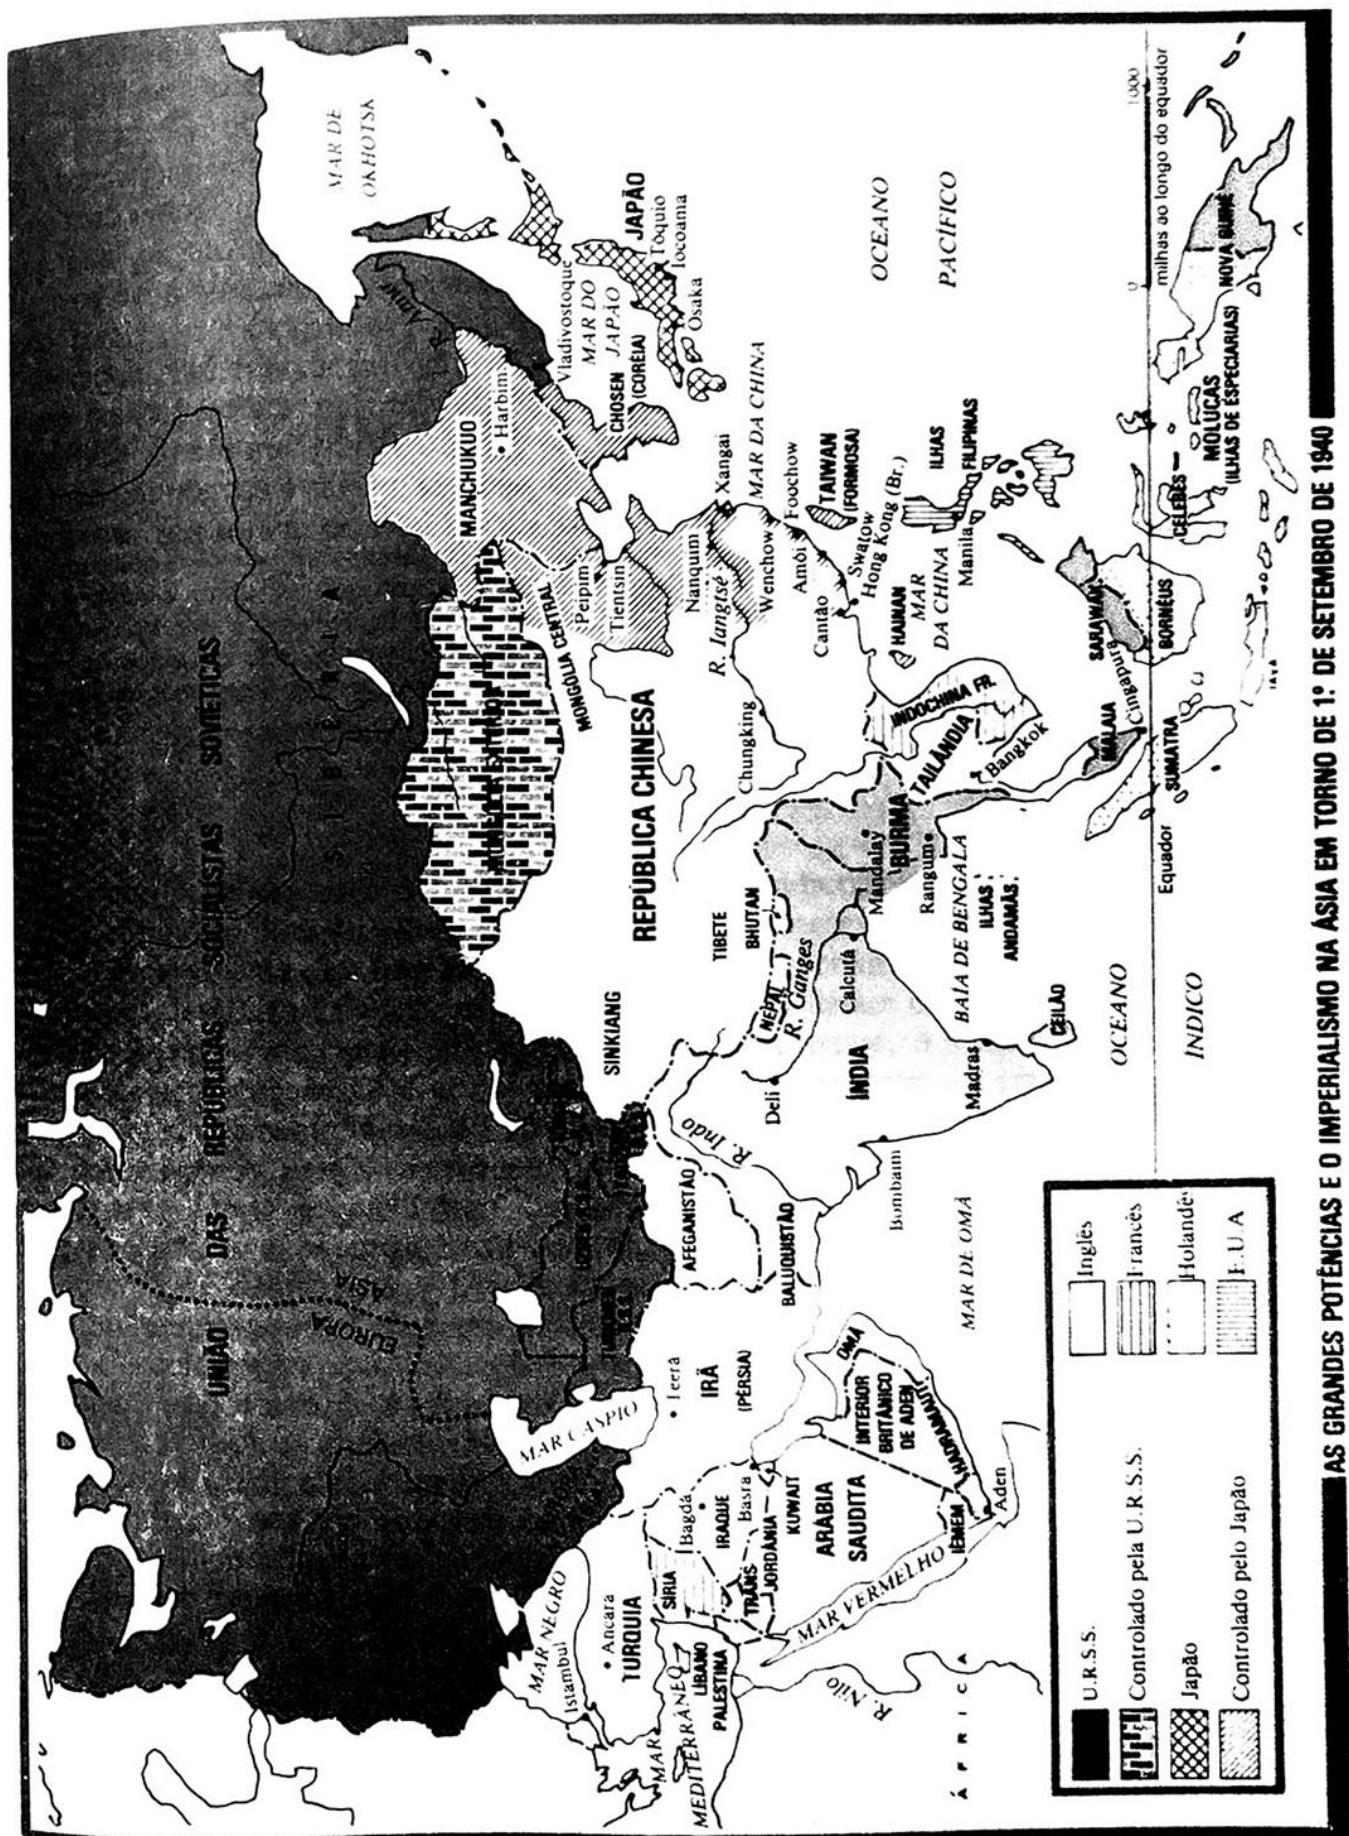 UNIÃO DAS REPÚBLICAS SOCIALISTAS SOVIÉTICAS
SIBÉRIA
EUROPA
ÁSIA
MAR DE
OKHOTSK
R. Amur
Vladivostoque
MAR DO
JAPÃO
JAPÃO
Tóquio
Iocoama
Osaka
MANCHUKUO
Harbim
CHOSEN
(CORÉIA)
MONGÓLIA EXTERIOR
MONGÓLIA CENTRAL
Peipim
Tientsin
Nanquim
Xangai
R. Iangtsé
Wenchow
MAR DA CHINA
Foochow
Amói
TAIWAN
(FORMOSA)
Swatow
Cantão
Hong Kong (Br.)
HAINAN
MAR
DA CHINA
ILHAS
FILIPINAS
Manila
OCEANO
PACÍFICO
REPÚBLICA CHINESA
Chungking
SINKIANG
TIBETE
BHUTAN
NEPAL
R. Ganges
R. Indo
Deli
Calcutá
ÍNDIA
Madras
Bombaim
CEILÃO
BAÍA DE BENGALA
ILHAS
ANDAMÃS
Mandalay
BURMA
Rangum
TAILÂNDIA
Bangkok
INDOCHINA FR.
MALAIA
Cingapura
SUMATRA
SARAWAK
BORNÉUS
JAVA
CELEBES
MOLUCAS
(ILHAS DE ESPECIARIAS)
NOVA GUINÉ
Equador
0 1000
milhas ao longo do equador
OCEANO
ÍNDICO
MAR NEGRO
Istambul
Ancara
TURQUIA
MAR
MEDITERRÂNEO
LÍBANO
PALESTINA
SÍRIA
Bagdá
IRAQUE
TRANS
JORDÂNIA
Basra
KUWAIT
ARÁBIA
SAUDITA
MAR VERMELHO
R. Nilo
ÁFRICA
IEMEM
Aden
HADRAMAUT
INTERIOR
BRITÂNICO
DE ADEN
OMÃ
MAR DE OMÃ
MAR CÁSPIO
Teerã
IRÃ
(PÉRSIA)
AFEGANISTÃO
BALUQUISTÃO
U.R.S.S.
Controlado pela U.R.S.S.
Japão
Controlado pelo Japão
Inglês
Francês
Holandês
E.U.A
AS GRANDES POTÊNCIAS E O IMPERIALISMO NA ÁSIA EM TORNO DE 1º DE SETEMBRO DE 1940